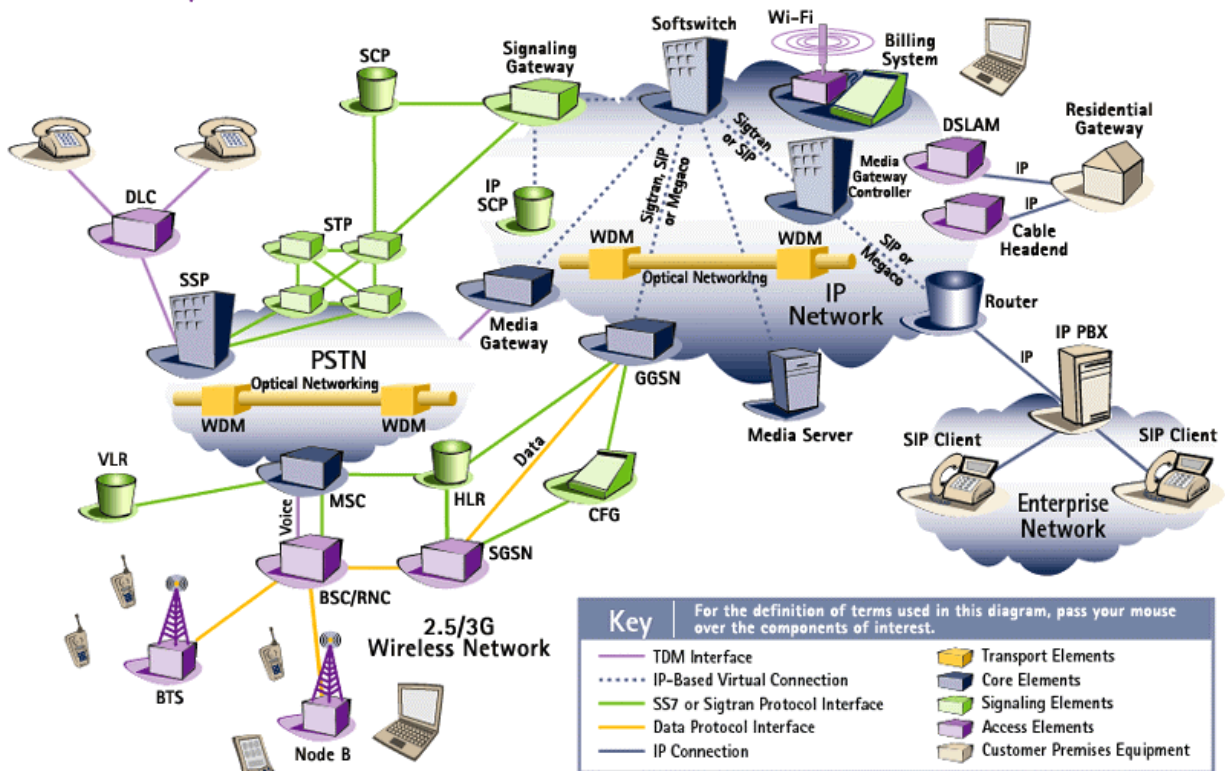 Softswitch
Wi-Fi
Billing
System
SCP
Signaling
Gateway
Residential
Gateway
DSLAM
IP
IP
Cable
Headend
Media
Gateway
Controller
Sigtran
or SIP
Sigtran, SIP
or Megaco
SIP or
Megaco
DLC
STP
IP
SCP
SSP
WDM
WDM
Optical Networking
IP
Network
Router
Media
Gateway
PSTN
Optical Networking
WDM
WDM
GGSN
IP
IP PBX
Media Server
SIP Client
SIP Client
Enterprise
Network
VLR
MSC
HLR
Data
CFG
Voice
SGSN
BSC/RNC
2.5/3G
Wireless Network
BTS
Node B
Key
For the definition of terms used in this diagram, pass your mouse
over the components of interest.
TDM Interface
IP-Based Virtual Connection
SS7 or Sigtran Protocol Interface
Data Protocol Interface
IP Connection
Transport Elements
Core Elements
Signaling Elements
Access Elements
Customer Premises Equipment